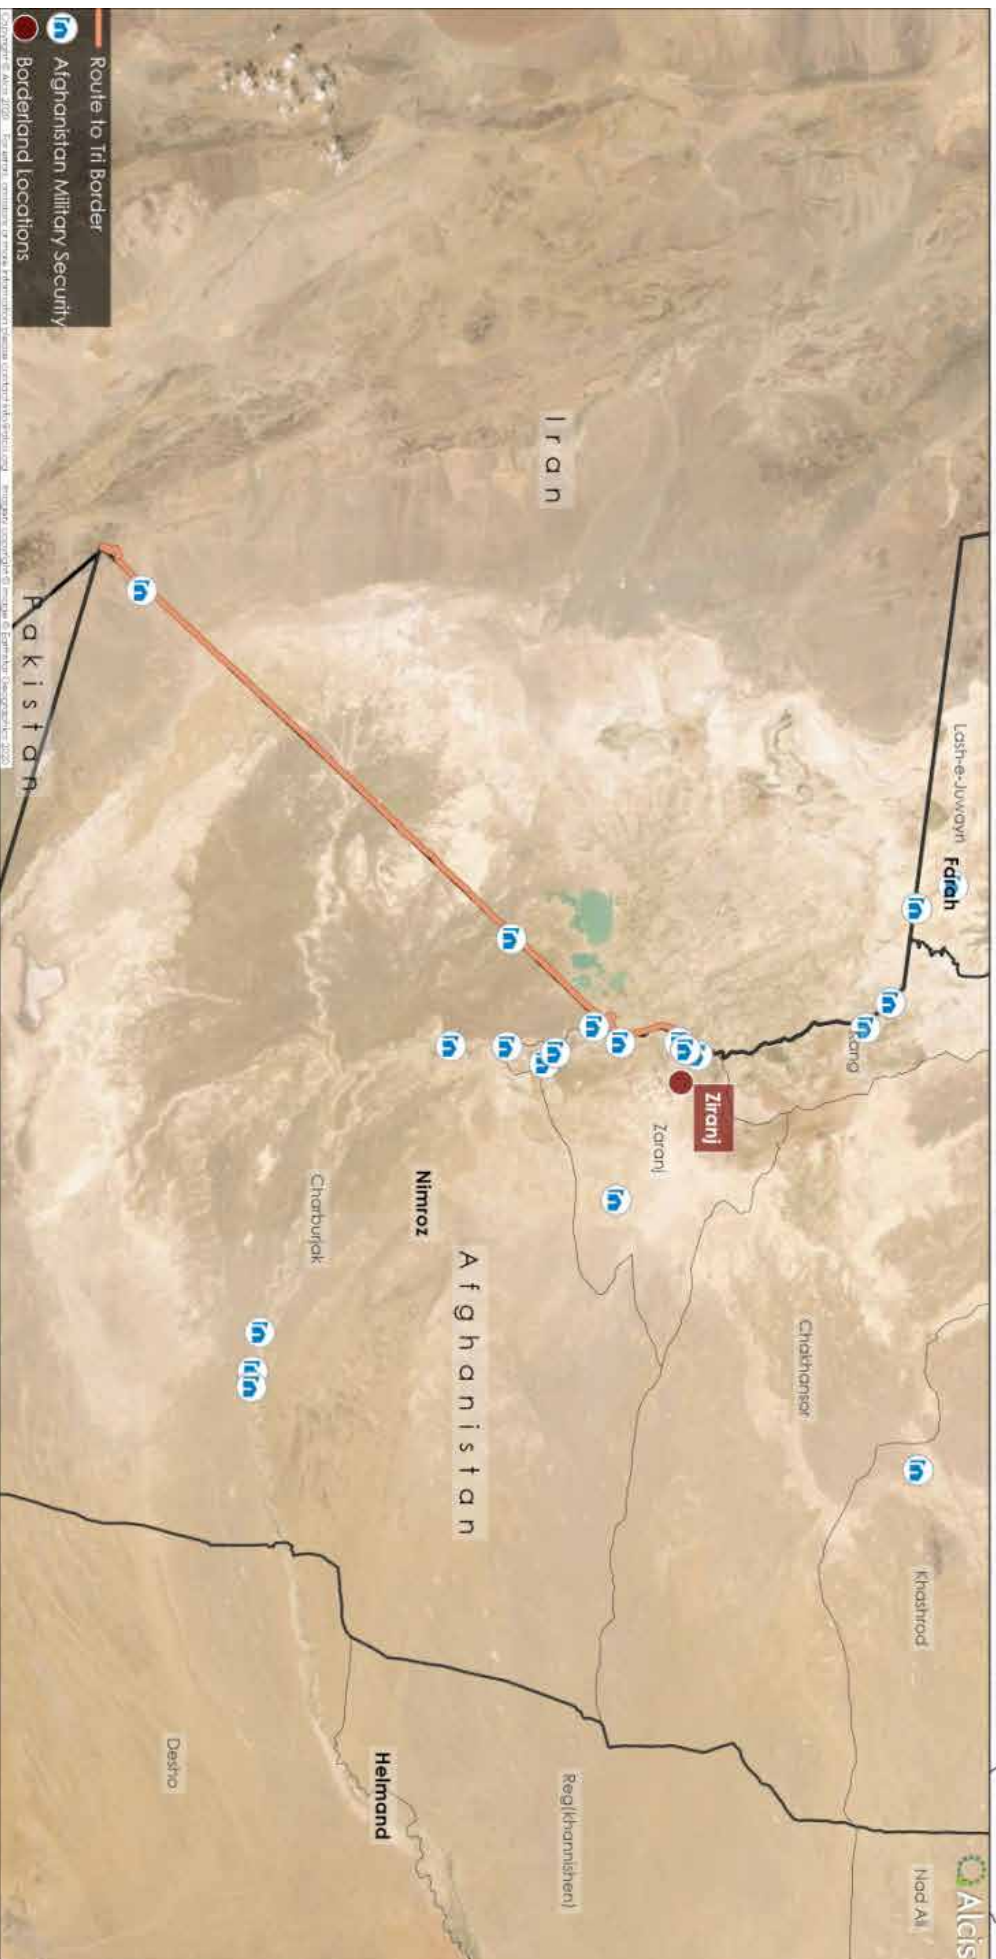 Alcis
Lash-e-Juwayn
Farah
Khashrod
Nad Ali
Kang
Chakhansor
Ziranj
Zaranj
Iran
Reg(khannishen)
Afghanistan
Nimroz
Helmand
Charburjak
Desho
Pakistan
Route to Tri Border
Afghanistan Military Security
Borderland Locations